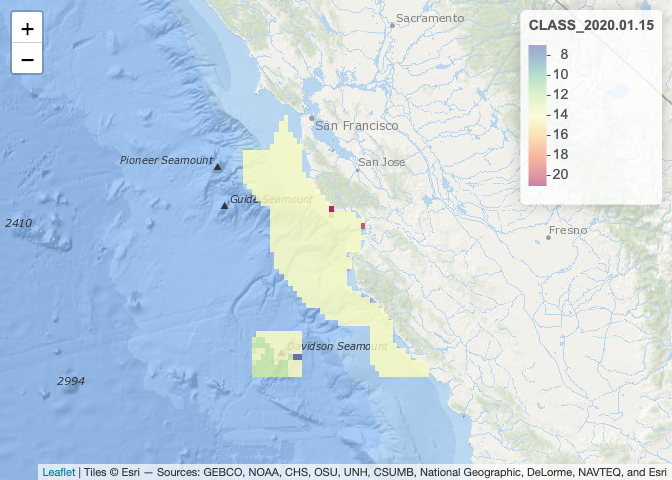 +
−
Sacramento
CLASS_2020.01.15
8
10
12
14
16
18
20
San Francisco
San Jose
Pioneer Seamount
Guide Seamount
2410
Fresno
Davidson Seamount
2994
Leaflet | Tiles © Esri — Sources: GEBCO, NOAA, CHS, OSU, UNH, CSUMB, National Geographic, DeLorme, NAVTEQ, and Esri